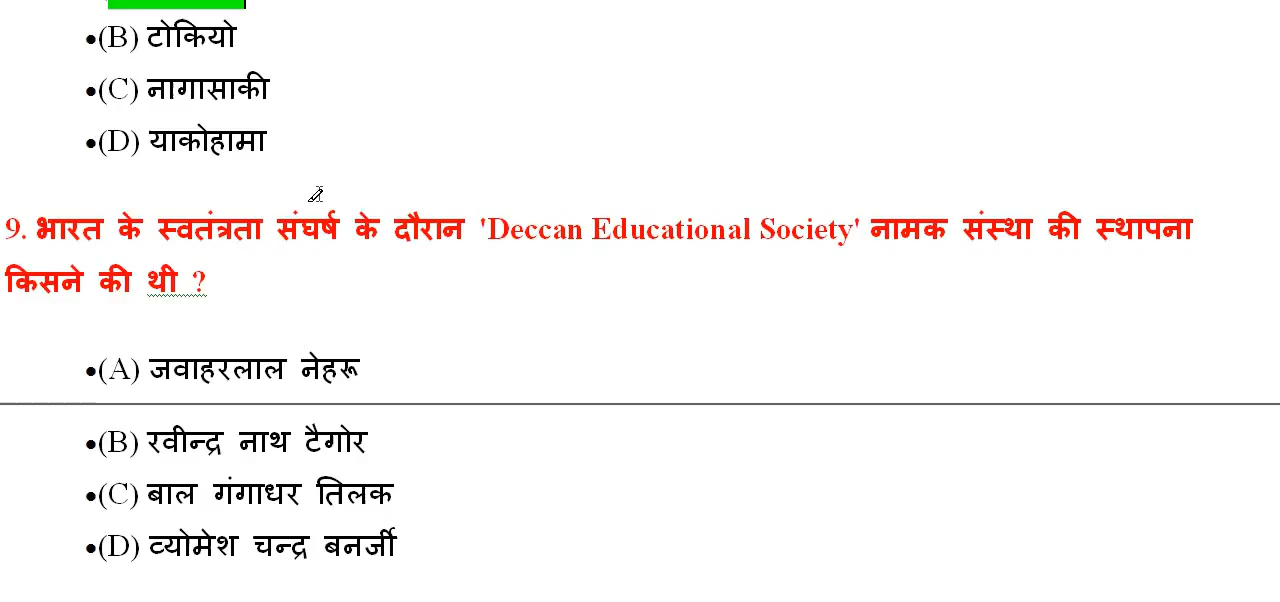 •(B) टोकियो
•(C) नागासाकी
•(D) याकोहामा
9. भारत के स्वतंत्रता संघर्ष के दौरान 'Deccan Educational Society' नामक संस्था की स्थापना
किसने की थी ?
•(A) जवाहरलाल नेहरू
•(B) रवीन्द्र नाथ टैगोर
•(C) बाल गंगाधर तिलक
•(D) व्योमेश चन्द्र बनर्जी